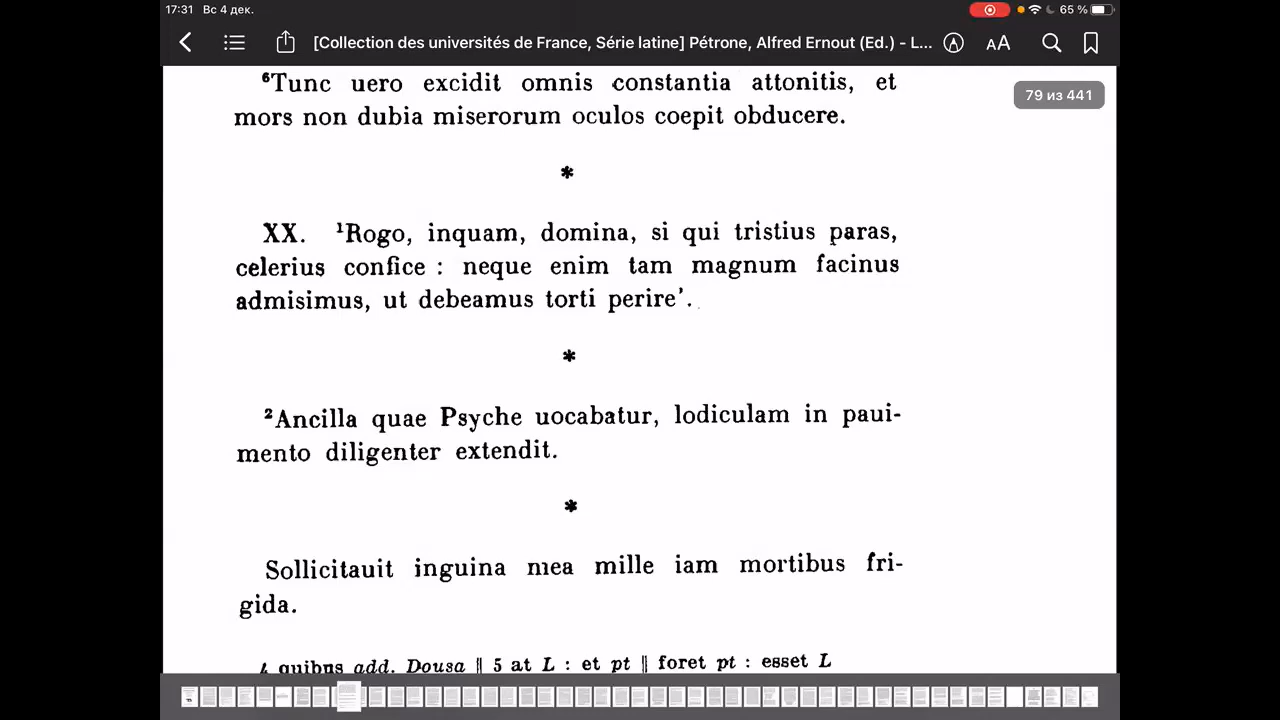 17:31 Вс 4 дек.
65 %
[Collection des universités de France, Série latine] Pétrone, Alfred Ernout (Ed.) - L...
AA
79 из 441
⁶Tunc uero excidit omnis constantia attonitis, et
mors non dubia miserorum oculos coepit obducere.
*
XX. ¹Rogo, inquam, domina, si qui tristius paras,
celerius confice : neque enim tam magnum facinus
admisimus, ut debeamus torti perire’.
*
²Ancilla quae Psyche uocabatur, lodiculam in paui-
mento diligenter extendit.
*
Sollicitauit inguina mea mille iam mortibus fri-
gida.
4 quibus add. Dousa ‖ 5 at L : et pt ‖ foret pt : esset L